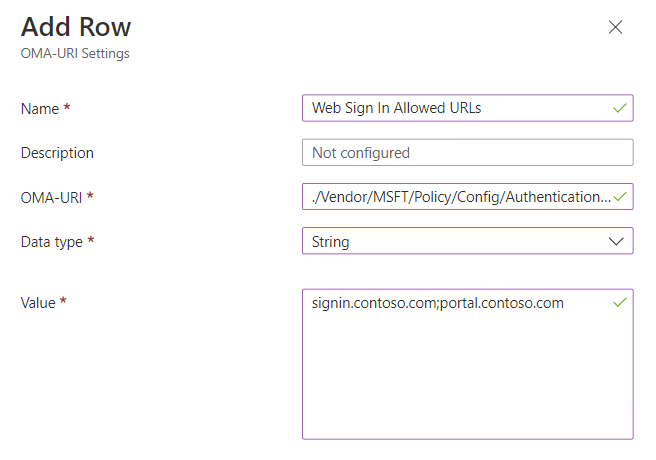 Add Row
OMA-URI Settings
Name *
Web Sign In Allowed URLs
Description
Not configured
OMA-URI *
./Vendor/MSFT/Policy/Config/Authentication...
Data type *
String
Value *
signin.contoso.com;portal.contoso.com